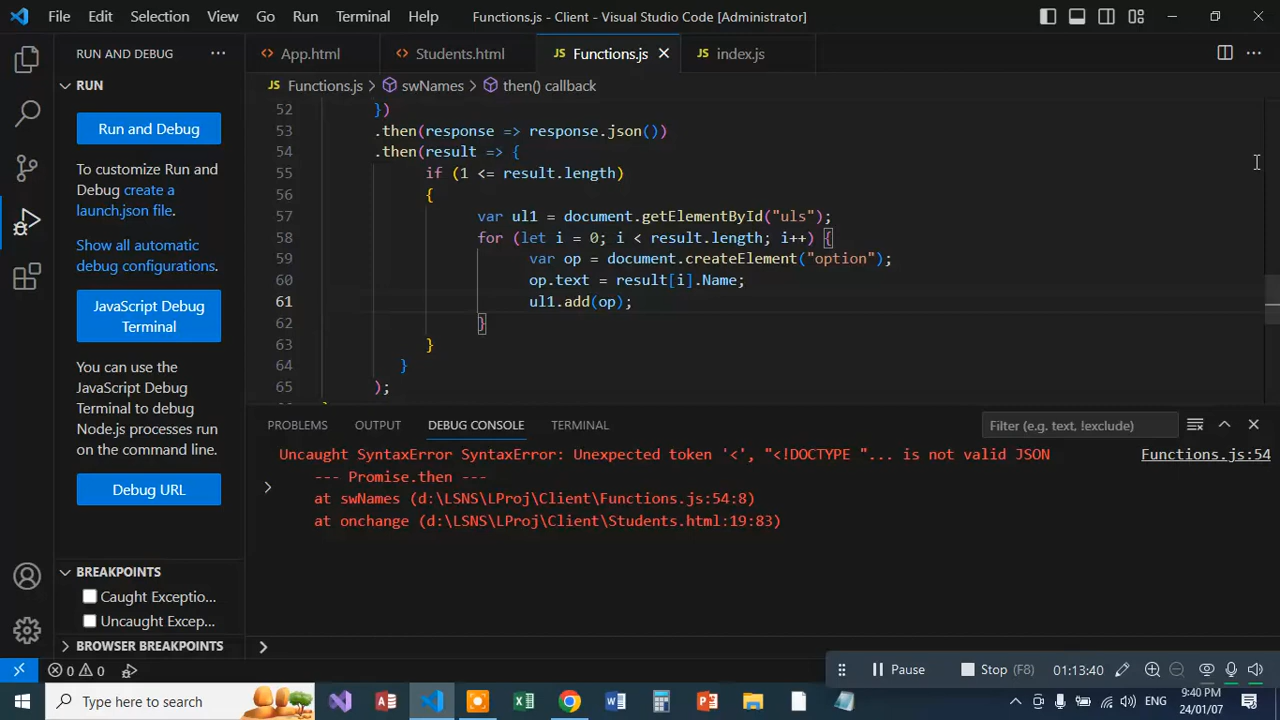 File Edit Selection View Go Run Terminal Help Functions.js - Client - Visual Studio Code [Administrator]
RUN AND DEBUG
App.html Students.html Functions.js index.js
RUN
Functions.js > swNames > then() callback
Run and Debug
To customize Run and
Debug create a
launch.json file.
Show all automatic
debug configurations.
JavaScript Debug
Terminal
You can use the
JavaScript Debug
Terminal to debug
Node.js processes run
on the command line.
Debug URL
BREAKPOINTS
Caught Exceptio...
Uncaught Excep...
BROWSER BREAKPOINTS
52 })
53 .then(response => response.json())
54 .then(result => {
55 if (1 <= result.length)
56 {
57 var ul1 = document.getElementById("uls");
58 for (let i = 0; i < result.length; i++) {
59 var op = document.createElement("option");
60 op.text = result[i].Name;
61 ul1.add(op);
62 }
63 }
64 }
65 );
PROBLEMS OUTPUT DEBUG CONSOLE TERMINAL Filter (e.g. text, !exclude)
Uncaught SyntaxError SyntaxError: Unexpected token '<', "<!DOCTYPE "... is not valid JSON Functions.js:54
--- Promise.then ---
at swNames (d:\LSNS\LProj\Client\Functions.js:54:8)
at onchange (d:\LSNS\LProj\Client\Students.html:19:83)
0 0
Pause Stop (F8) 01:13:40
Type here to search
ENG
9:40 PM
24/01/07